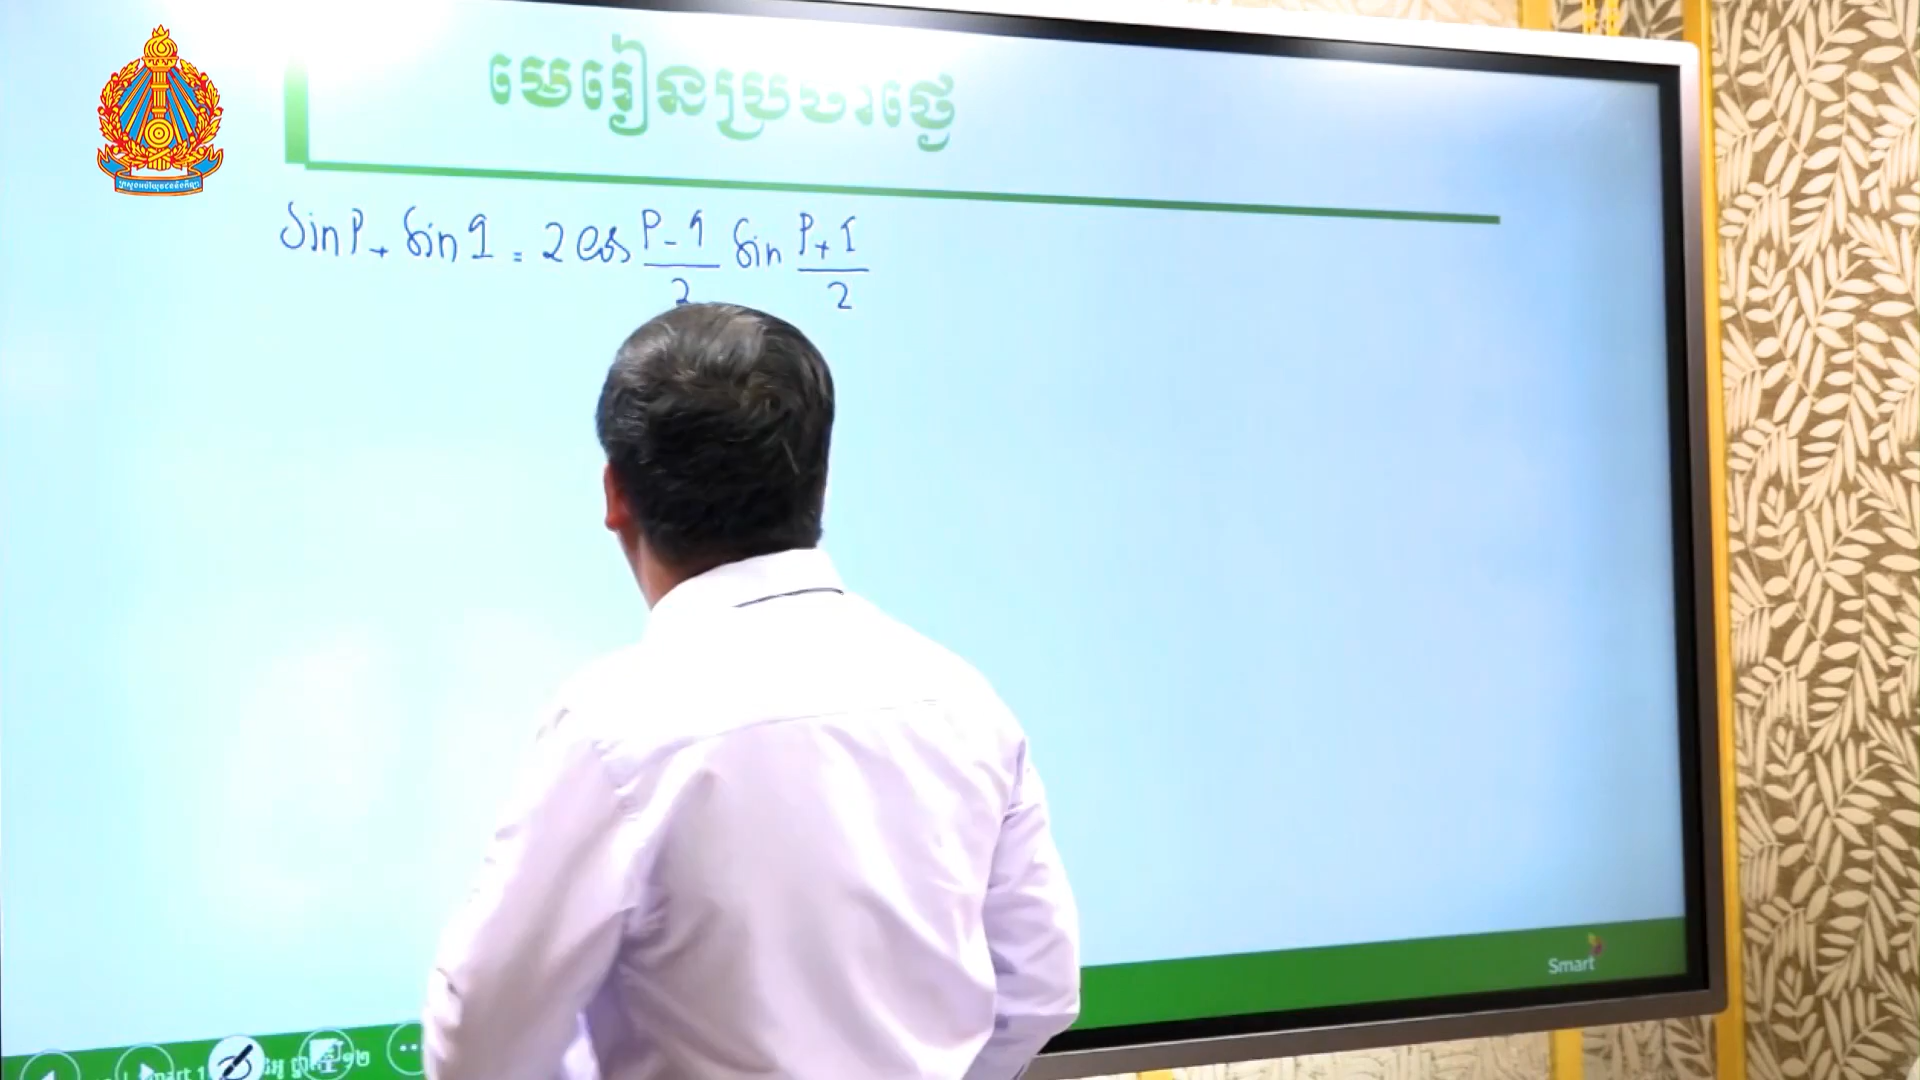 មេរៀនប្រចាំថ្ងៃ
sin P + sin q = 2 cos P-q/2 sin P+q/2
Smart